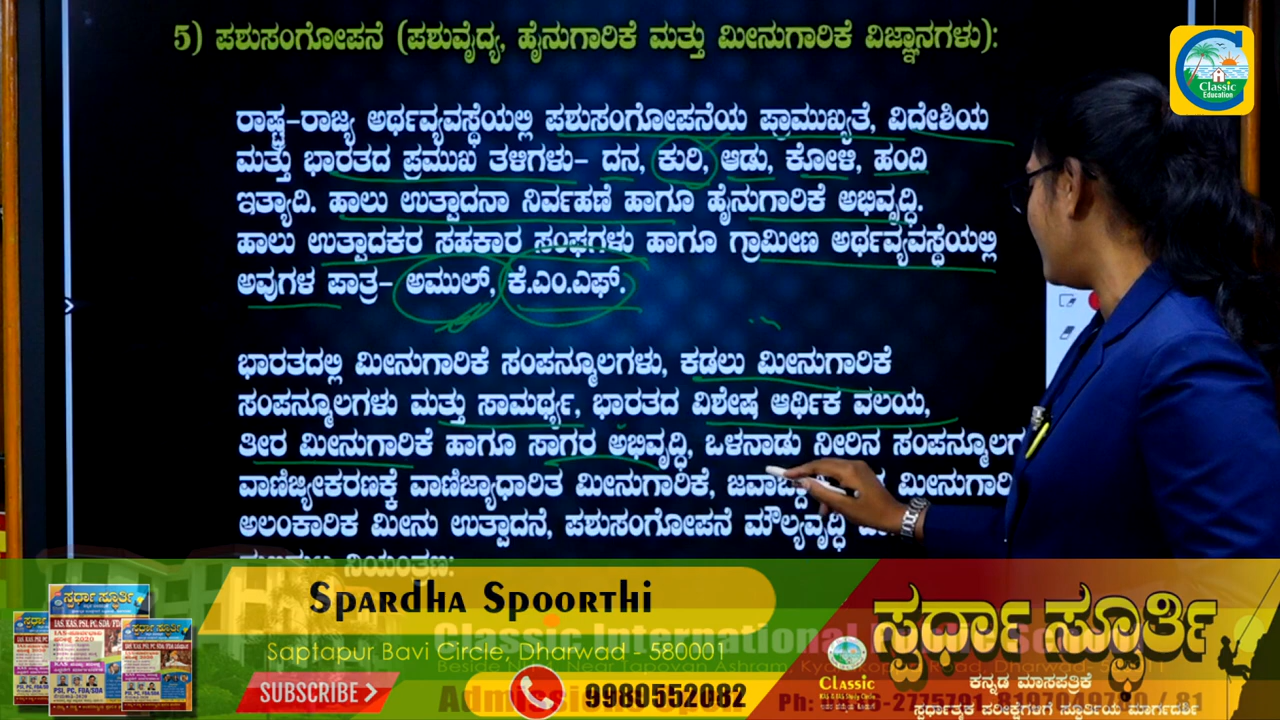 5) ಪಶುಸಂಗೋಪನೆ (ಪಶುವೈದ್ಯ, ಹೈನುಗಾರಿಕೆ ಮತ್ತು ಮೀನುಗಾರಿಕೆ ವಿಜ್ಞಾನಗಳು):
ರಾಷ್ಟ್ರ-ರಾಜ್ಯ ಅರ್ಥವ್ಯವಸ್ಥೆಯಲ್ಲಿ ಪಶುಸಂಗೋಪನೆಯ ಪ್ರಾಮುಖ್ಯತೆ, ವಿದೇಶಿಯ
ಮತ್ತು ಭಾರತದ ಪ್ರಮುಖ ತಳಿಗಳು- ದನ, ಕುರಿ, ಆಡು, ಕೋಳಿ, ಹಂದಿ
ಇತ್ಯಾದಿ. ಹಾಲು ಉತ್ಪಾದನಾ ನಿರ್ವಹಣೆ ಹಾಗೂ ಹೈನುಗಾರಿಕೆ ಅಭಿವೃದ್ಧಿ.
ಹಾಲು ಉತ್ಪಾದಕರ ಸಹಕಾರ ಸಂಘಗಳು ಹಾಗೂ ಗ್ರಾಮೀಣ ಅರ್ಥವ್ಯವಸ್ಥೆಯಲ್ಲಿ
ಅವುಗಳ ಪಾತ್ರ- ಅಮುಲ್, ಕೆ.ಎಂ.ಎಫ್.
ಭಾರತದಲ್ಲಿ ಮೀನುಗಾರಿಕೆ ಸಂಪನ್ಮೂಲಗಳು, ಕಡಲು ಮೀನುಗಾರಿಕೆ
ಸಂಪನ್ಮೂಲಗಳು ಮತ್ತು ಸಾಮರ್ಥ್ಯ, ಭಾರತದ ವಿಶೇಷ ಆರ್ಥಿಕ ವಲಯ,
ತೀರ ಮೀನುಗಾರಿಕೆ ಹಾಗೂ ಸಾಗರ ಅಭಿವೃದ್ಧಿ, ಒಳನಾಡು ನೀರಿನ
ವಾಣಿಜ್ಯೀಕರಣಕ್ಕೆ ವಾಣಿಜ್ಯಾಧಾರಿತ ಮೀನುಗಾರಿಕೆ,
ಅಲಂಕಾರಿಕ ಮೀನು ಉತ್ಪಾದನೆ, ಪಶುಸಂಗೋಪನೆ ಮೌಲ್ಯವೃದ್ಧಿ
ನಿಯಂತ್ರಣ:
Classic
Education
Spardha Spoorthi
Saptapur Bavi Circle, Dharwad - 580001
SUBSCRIBE
9980552082
ಸ್ಪರ್ಧಾ ಸ್ಫೂರ್ತಿ
Classic
ಕನ್ನಡ ಮಾಸಪತ್ರಿಕೆ
ಸ್ಪರ್ಧಾತ್ಮಕ ಪರೀಕ್ಷೆಗಳಿಗೆ ಸ್ಫೂರ್ತಿಯ ಮಾರ್ಗದರ್ಶಿ